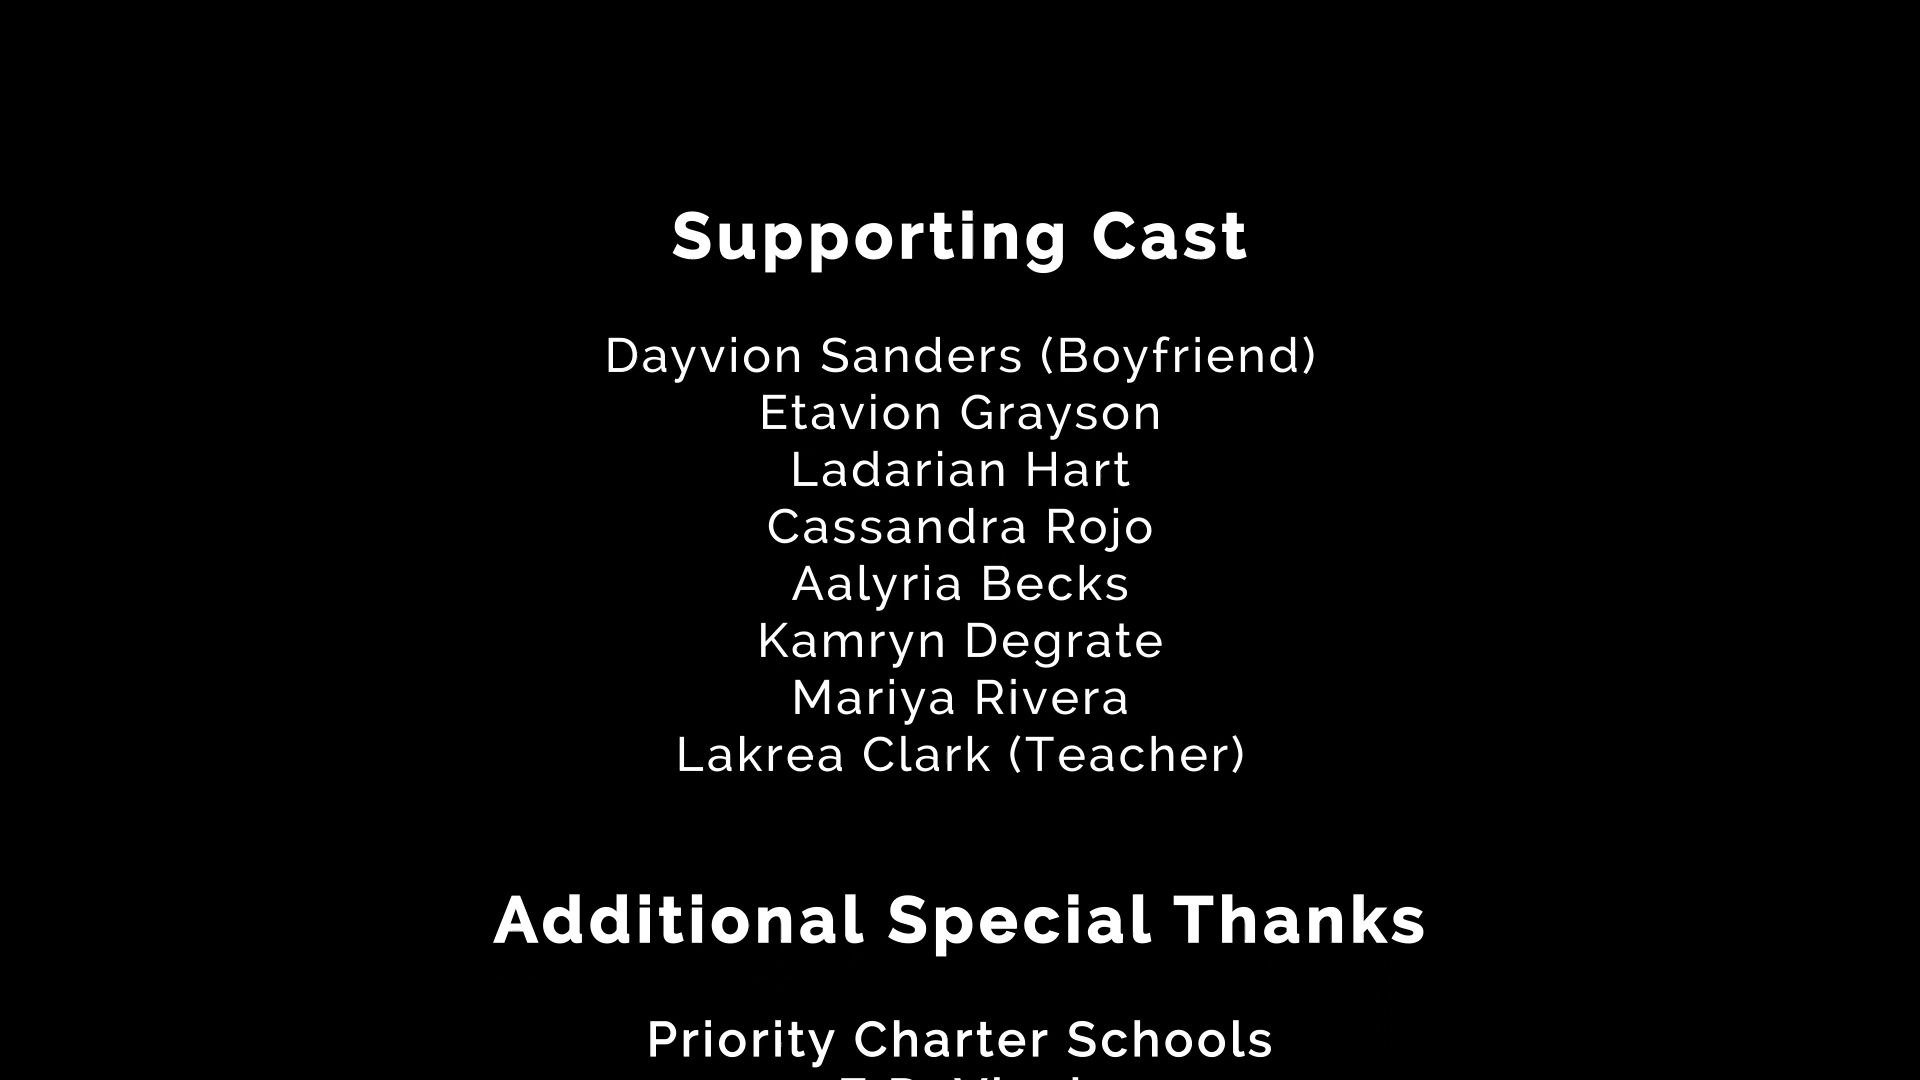 Supporting Cast
Dayvion Sanders (Boyfriend)
Etavion Grayson
Ladarian Hart
Cassandra Rojo
Aalyria Becks
Kamryn Degrate
Mariya Rivera
Lakrea Clark (Teacher)
Additional Special Thanks
Priority Charter Schools